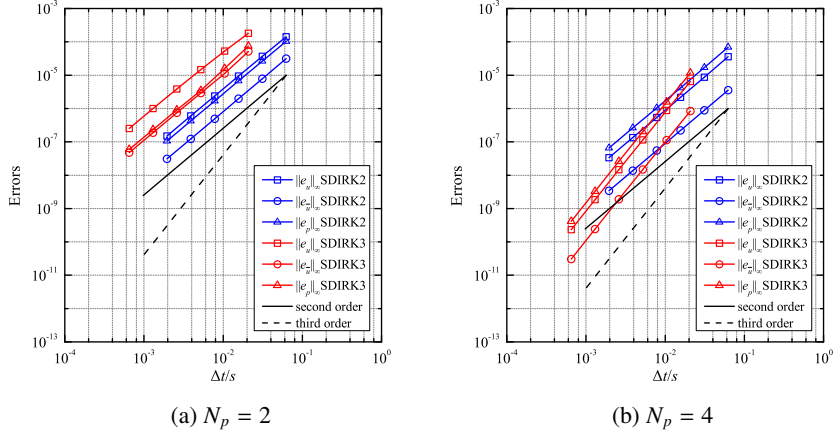 10^-3
10^-5
10^-7
10^-9
10^-11
10^-13
Errors
‖e_u‖_∞ SDIRK2
‖e_ū‖_∞ SDIRK2
‖e_p‖_∞ SDIRK2
‖e_u‖_∞ SDIRK3
‖e_ū‖_∞ SDIRK3
‖e_p‖_∞ SDIRK3
second order
third order
10^-4 10^-3 10^-2 10^-1 10^0
Δt/s
(a) N_p = 2
10^-3
10^-5
10^-7
10^-9
10^-11
10^-13
Errors
‖e_u‖_∞ SDIRK2
‖e_ū‖_∞ SDIRK2
‖e_p‖_∞ SDIRK2
‖e_u‖_∞ SDIRK3
‖e_ū‖_∞ SDIRK3
‖e_p‖_∞ SDIRK3
second order
third order
10^-4 10^-3 10^-2 10^-1 10^0
Δt/s
(b) N_p = 4